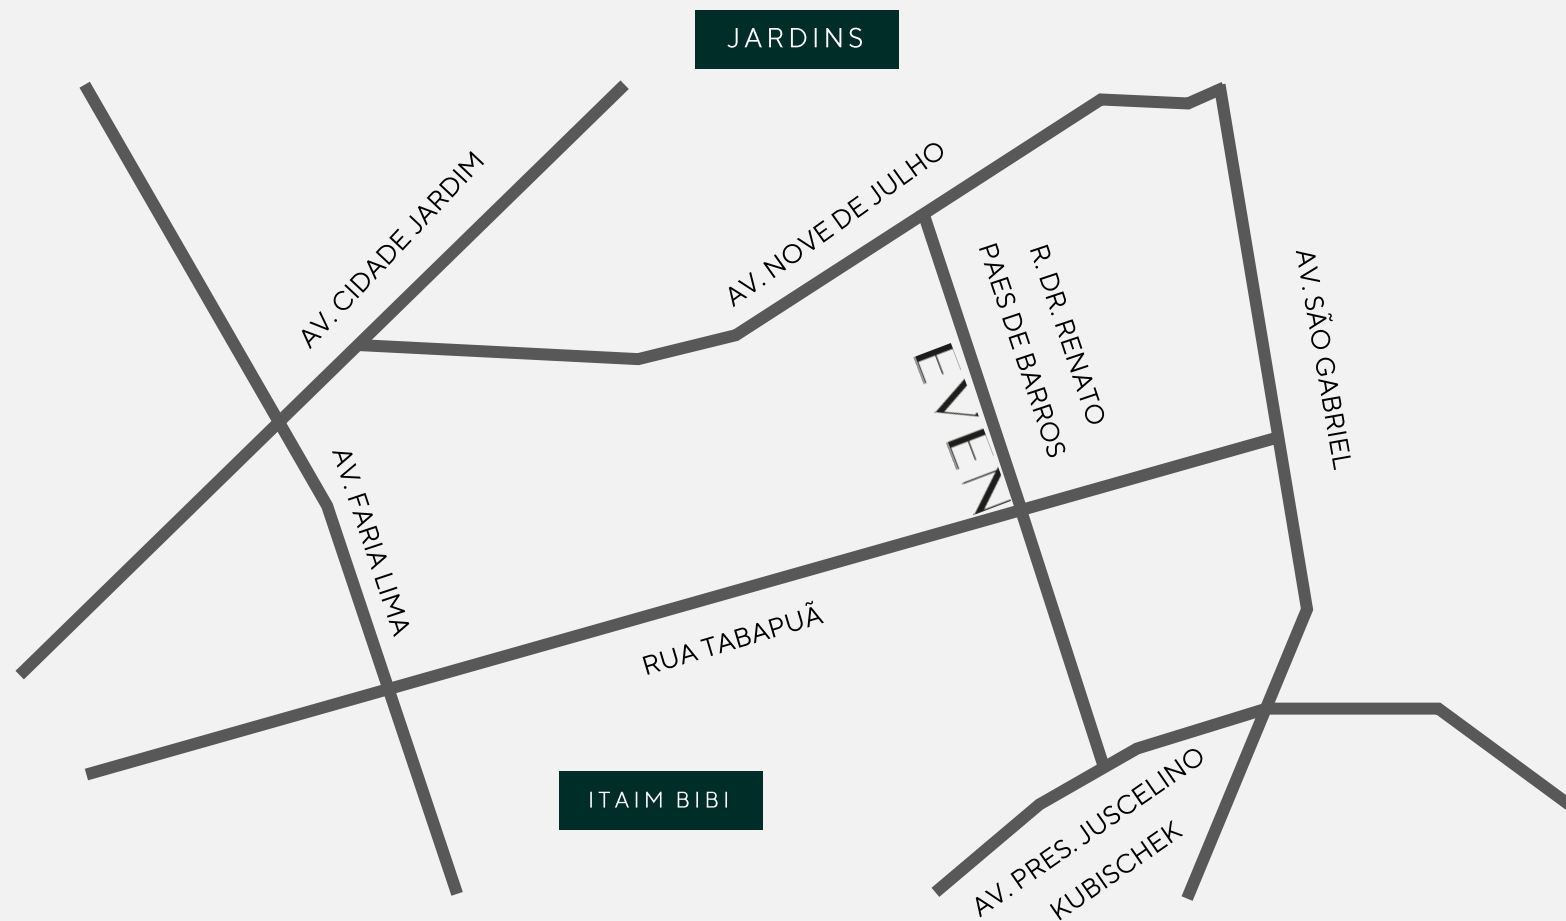 JARDINS
AV. CIDADE JARDIM
AV. NOVE DE JULHO
R. DR. RENATO
PAES DE BARROS
AV. SÃO GABRIEL
EVEN
AV. FARIA LIMA
RUA TABAPUÃ
ITAIM BIBI
AV. PRES. JUSCELINO
KUBISCHEK